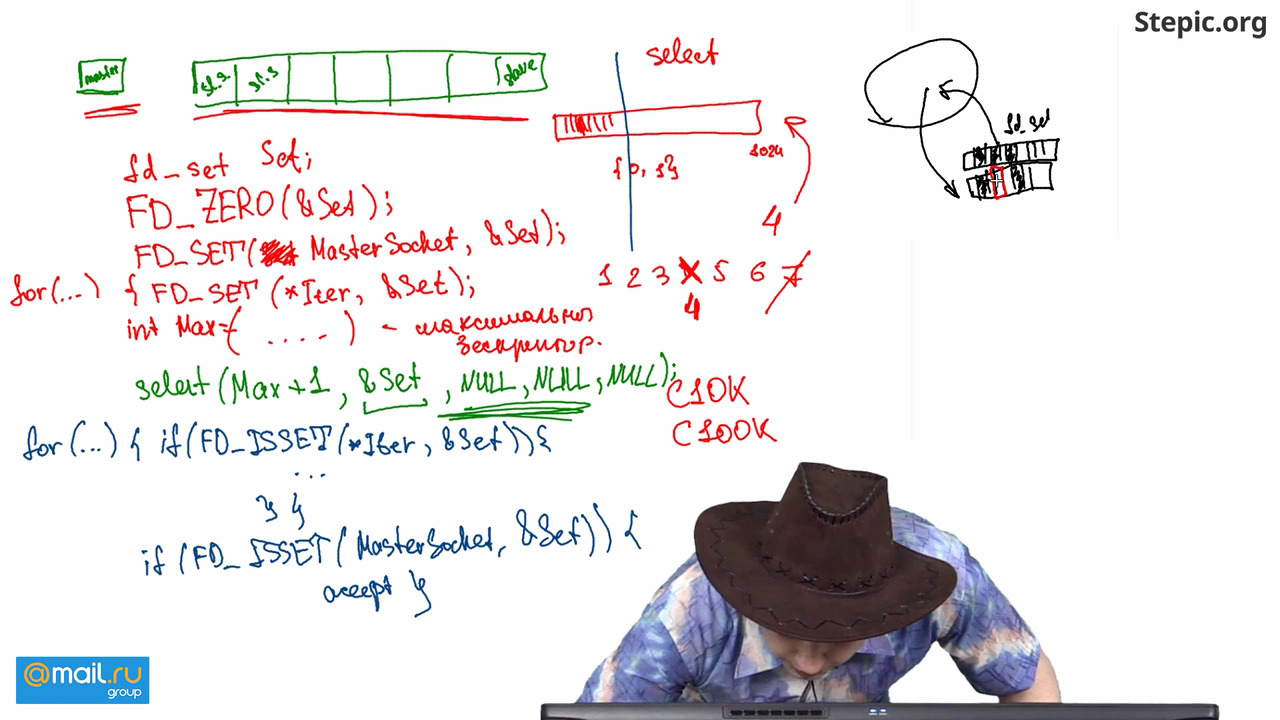 Stepic.org
select
master
sl.2 sl.3 slave
fd_set
1024
{0, 1}
fd_set Set;
FD_ZERO(&Set);
FD_SET( MasterSocket, &Set);
4
for(...) { FD_SET (*Iter, &Set);
1 2 3 X 5 6 7
4
int Max=( .... ) - максимальный
дескриптор.
select(Max+1, &Set, NULL, NULL, NULL);
C10K
C100K
for(...) { if(FD_ISSET(*Iter, &Set)){
...
} }
if (FD_ISSET(MasterSocket, &Set)) {
accept }
@mail.ru
group